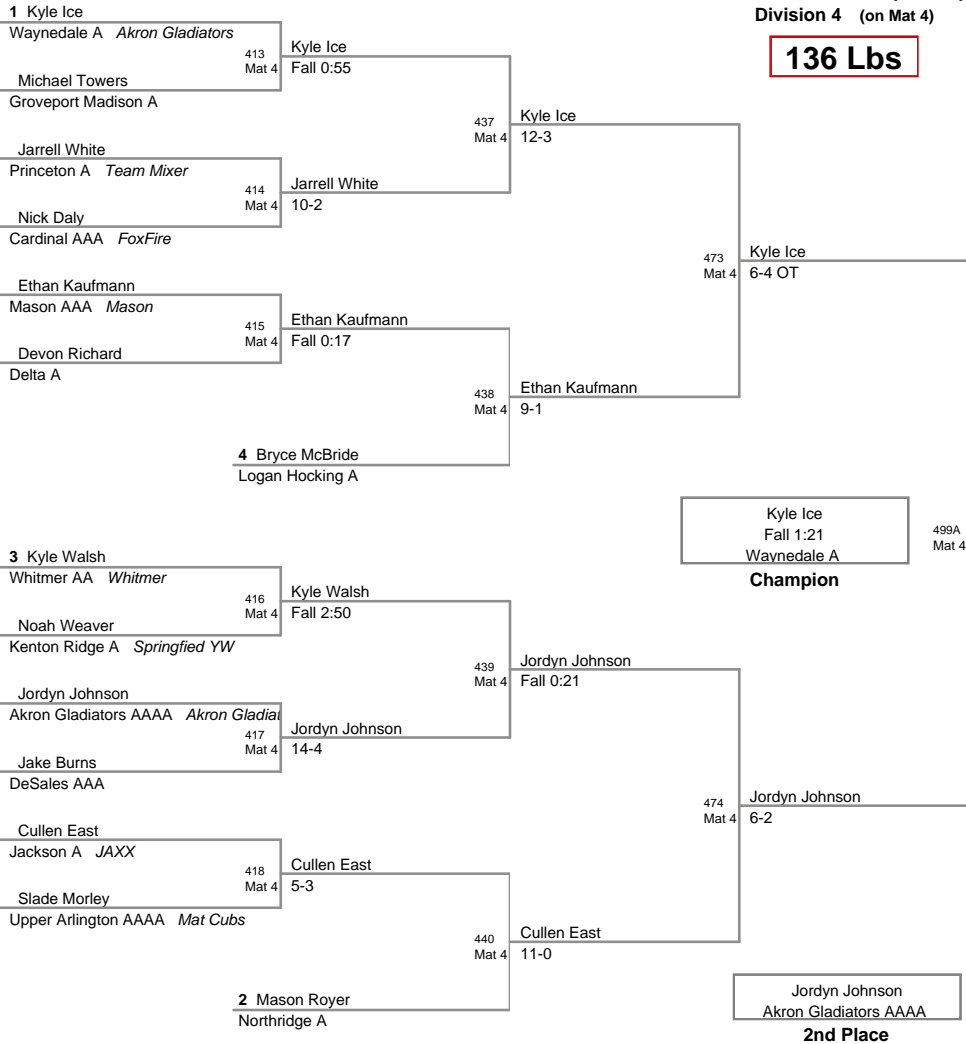 Division 4 (on Mat 4)
136 Lbs
1 Kyle Ice
Waynedale A Akron Gladiators
413
Mat 4
Kyle Ice
Fall 0:55
Michael Towers
Groveport Madison A
437
Mat 4
Kyle Ice
12-3
Jarrell White
Princeton A Team Mixer
414
Mat 4
Jarrell White
10-2
Nick Daly
Cardinal AAA FoxFire
473
Mat 4
Kyle Ice
6-4 OT
Ethan Kaufmann
Mason AAA Mason
415
Mat 4
Ethan Kaufmann
Fall 0:17
Devon Richard
Delta A
438
Mat 4
Ethan Kaufmann
9-1
4 Bryce McBride
Logan Hocking A
Kyle Ice
Fall 1:21
Waynedale A
Champion
499A
Mat 4
3 Kyle Walsh
Whitmer AA Whitmer
416
Mat 4
Kyle Walsh
Fall 2:50
Noah Weaver
Kenton Ridge A Springfied YW
439
Mat 4
Jordyn Johnson
Fall 0:21
Jordyn Johnson
Akron Gladiators AAAA Akron Gladiat
417
Mat 4
Jordyn Johnson
14-4
Jake Burns
DeSales AAA
474
Mat 4
Jordyn Johnson
6-2
Cullen East
Jackson A JAXX
418
Mat 4
Cullen East
5-3
Slade Morley
Upper Arlington AAAA Mat Cubs
440
Mat 4
Cullen East
11-0
2 Mason Royer
Northridge A
Jordyn Johnson
Akron Gladiators AAAA
2nd Place